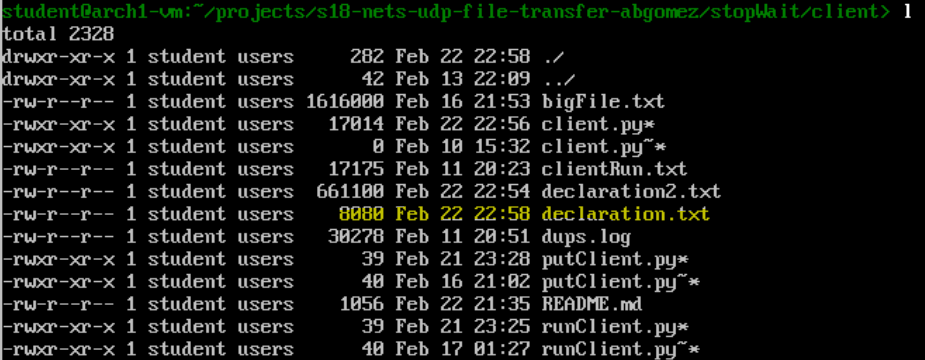 student@arch1-vm:~/projects/s18-nets-udp-file-transfer-abgomez/stopWait/client> l
total 2328
drwxr-xr-x 1 student users     282 Feb 22 22:58 ./
drwxr-xr-x 1 student users      42 Feb 13 22:09 ../
-rw-r--r-- 1 student users 1616000 Feb 16 21:53 bigFile.txt
-rwxr-xr-x 1 student users   17014 Feb 22 22:56 client.py*
-rwxr-xr-x 1 student users       0 Feb 10 15:32 client.py~*
-rw-r--r-- 1 student users   17175 Feb 11 20:23 clientRun.txt
-rw-r--r-- 1 student users  661100 Feb 22 22:54 declaration2.txt
-rw-r--r-- 1 student users    8080 Feb 22 22:58 declaration.txt
-rw-r--r-- 1 student users   30278 Feb 11 20:51 dups.log
-rwxr-xr-x 1 student users      39 Feb 21 23:28 putClient.py*
-rwxr-xr-x 1 student users      40 Feb 16 21:02 putClient.py~*
-rw-r--r-- 1 student users    1056 Feb 22 21:35 README.md
-rwxr-xr-x 1 student users      39 Feb 21 23:25 runClient.py*
-rwxr-xr-x 1 student users      40 Feb 17 01:27 runClient.py~*